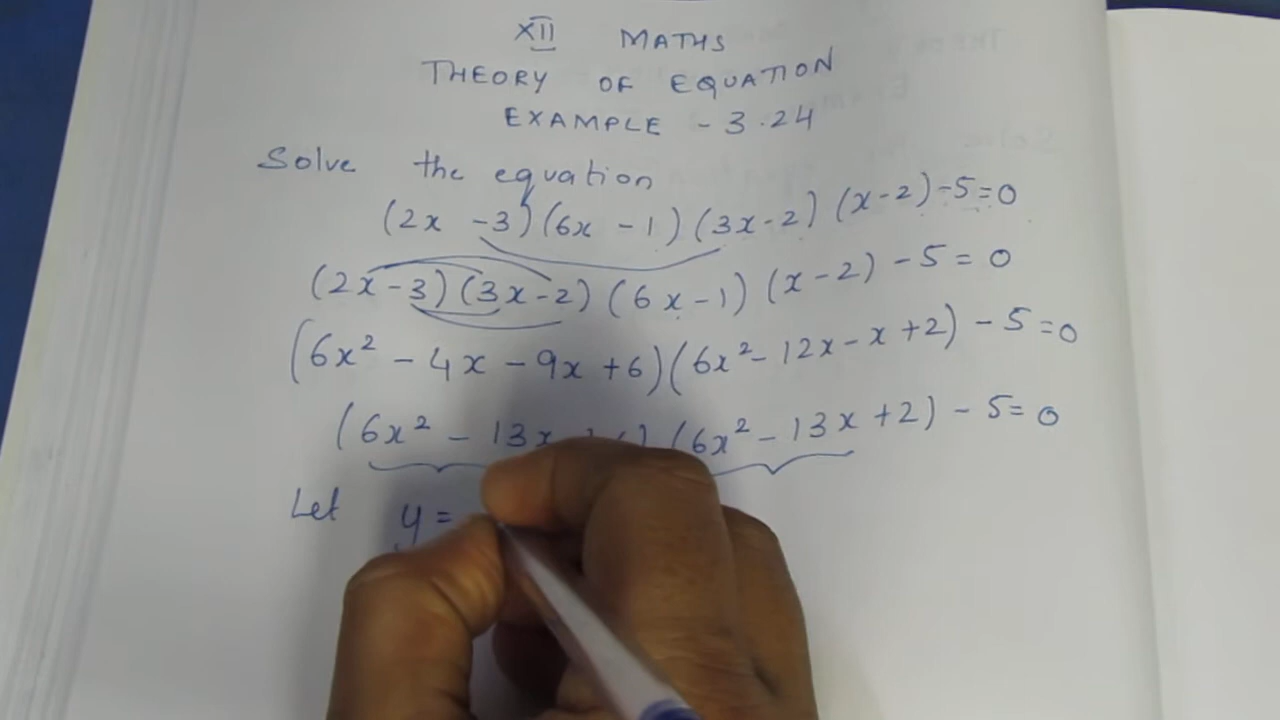 XII MATHS
THEORY OF EQUATION
EXAMPLE - 3.24
Solve the equation
(2x - 3)(6x - 1)(3x-2)(x-2)-5=0
(2x-3)(3x-2)(6x-1)(x-2)-5=0
(6x² - 4x - 9x + 6)(6x² - 12x - x + 2) - 5 = 0
(6x² - 13x (6x² - 13x + 2) - 5 = 0
Let y =